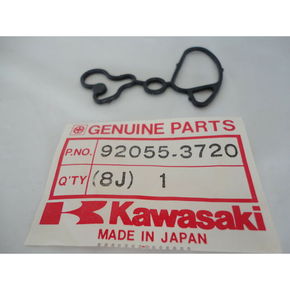 GENUINE PARTS
P.NO. 92055-3720
Q'TY (8J) 1
Kawasaki
MADE IN JAPAN